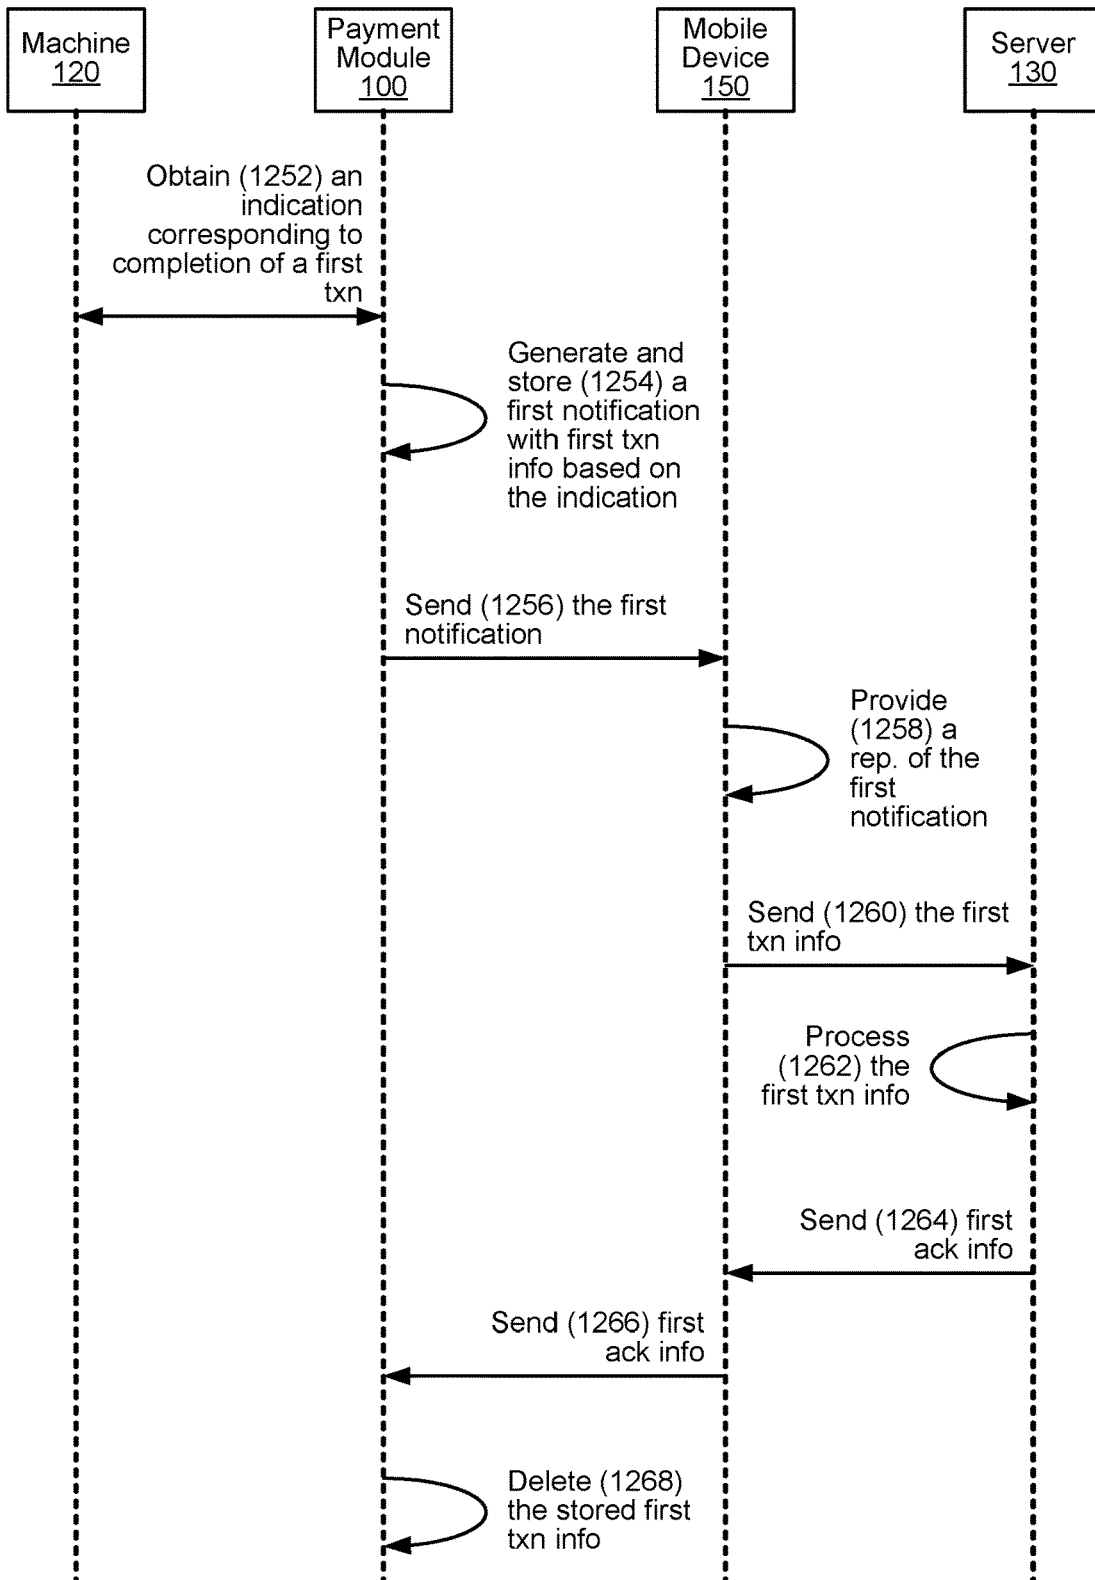 Machine
120
Payment
Module
100
Mobile
Device
150
Server
130
Obtain (1252) an
indication
corresponding to
completion of a first
txn
Generate and
store (1254) a
first notification
with first txn
info based on
the indication
Send (1256) the first
notification
Provide
(1258) a
rep. of the
first
notification
Send (1260) the first
txn info
Process
(1262) the
first txn info
Send (1264) first
ack info
Send (1266) first
ack info
Delete (1268)
the stored first
txn info